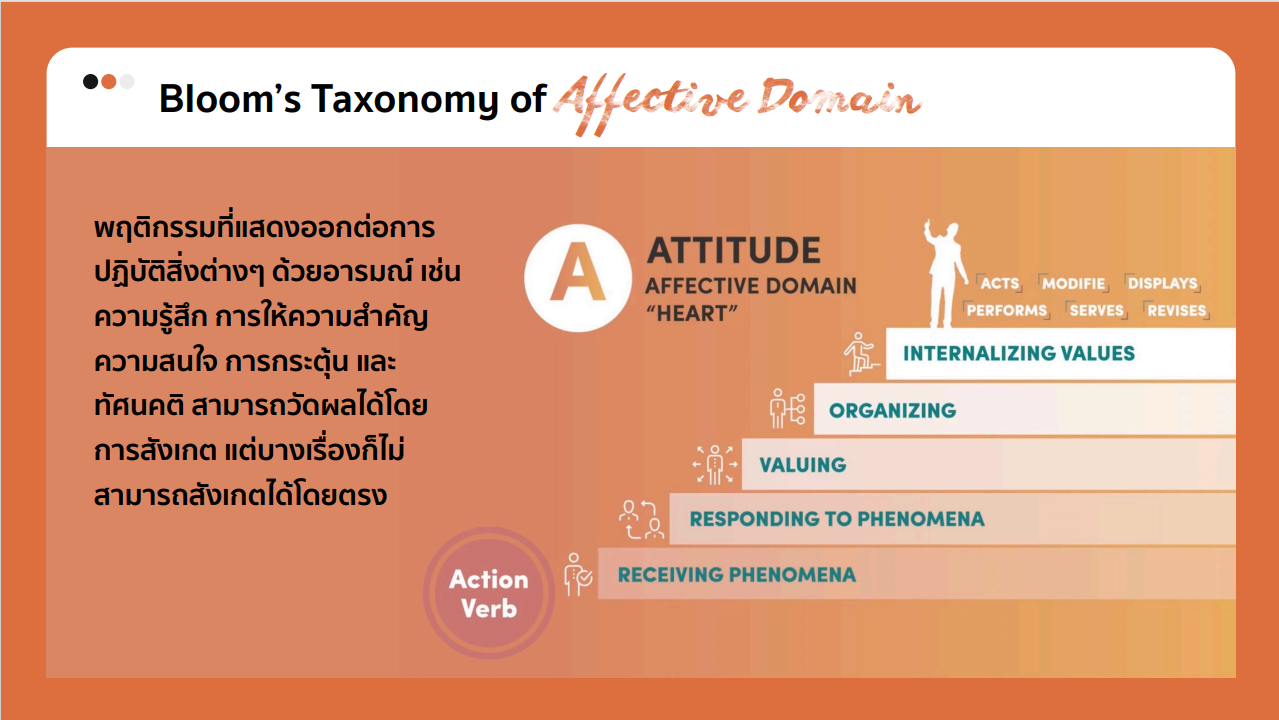 Bloom’s Taxonomy of Affective Domain
พฤติกรรมที่แสดงออกต่อการ
ปฏิบัติสิ่งต่างๆ ด้วยอารมณ์ เช่น
ความรู้สึก การให้ความสำคัญ
ความสนใจ การกระตุ้น และ
ทัศนคติ สามารถวัดผลได้โดย
การสังเกต แต่บางเรื่องก็ไม่
สามารถสังเกตได้โดยตรง
A
ATTITUDE
AFFECTIVE DOMAIN
“HEART”
ACTS MODIFIE DISPLAYS
PERFORMS SERVES REVISES
INTERNALIZING VALUES
ORGANIZING
VALUING
RESPONDING TO PHENOMENA
RECEIVING PHENOMENA
Action
Verb